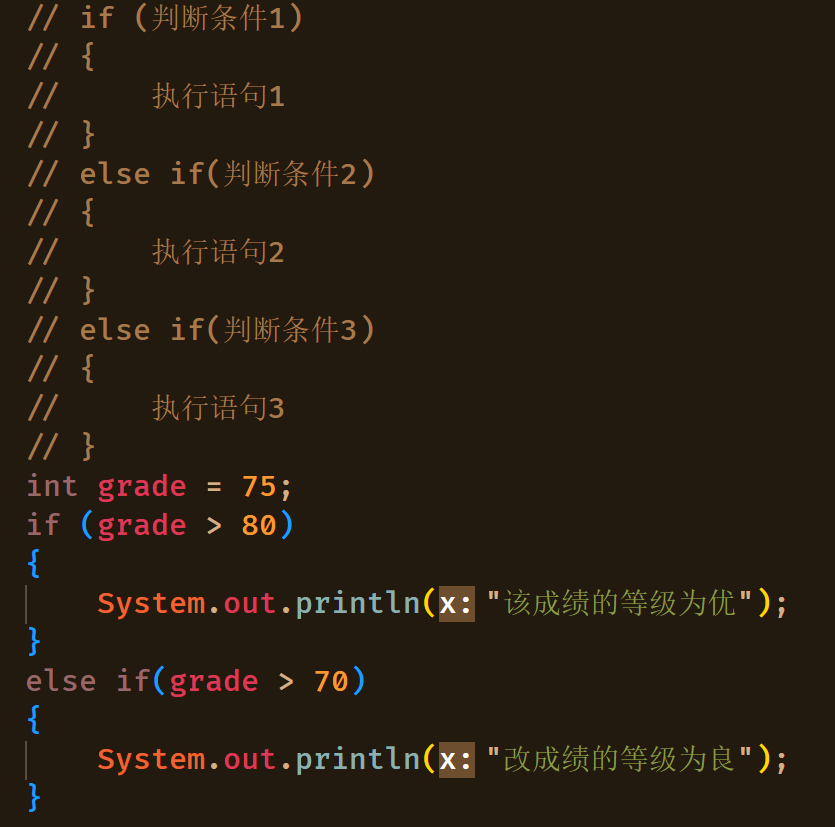 // if (判断条件1)
// {
//     执行语句1
// }
// else if(判断条件2)
// {
//     执行语句2
// }
// else if(判断条件3)
// {
//     执行语句3
// }
int grade = 75;
if (grade > 80)
{
    System.out.println(x: "该成绩的等级为优");
}
else if(grade > 70)
{
    System.out.println(x: "改成绩的等级为良");
}